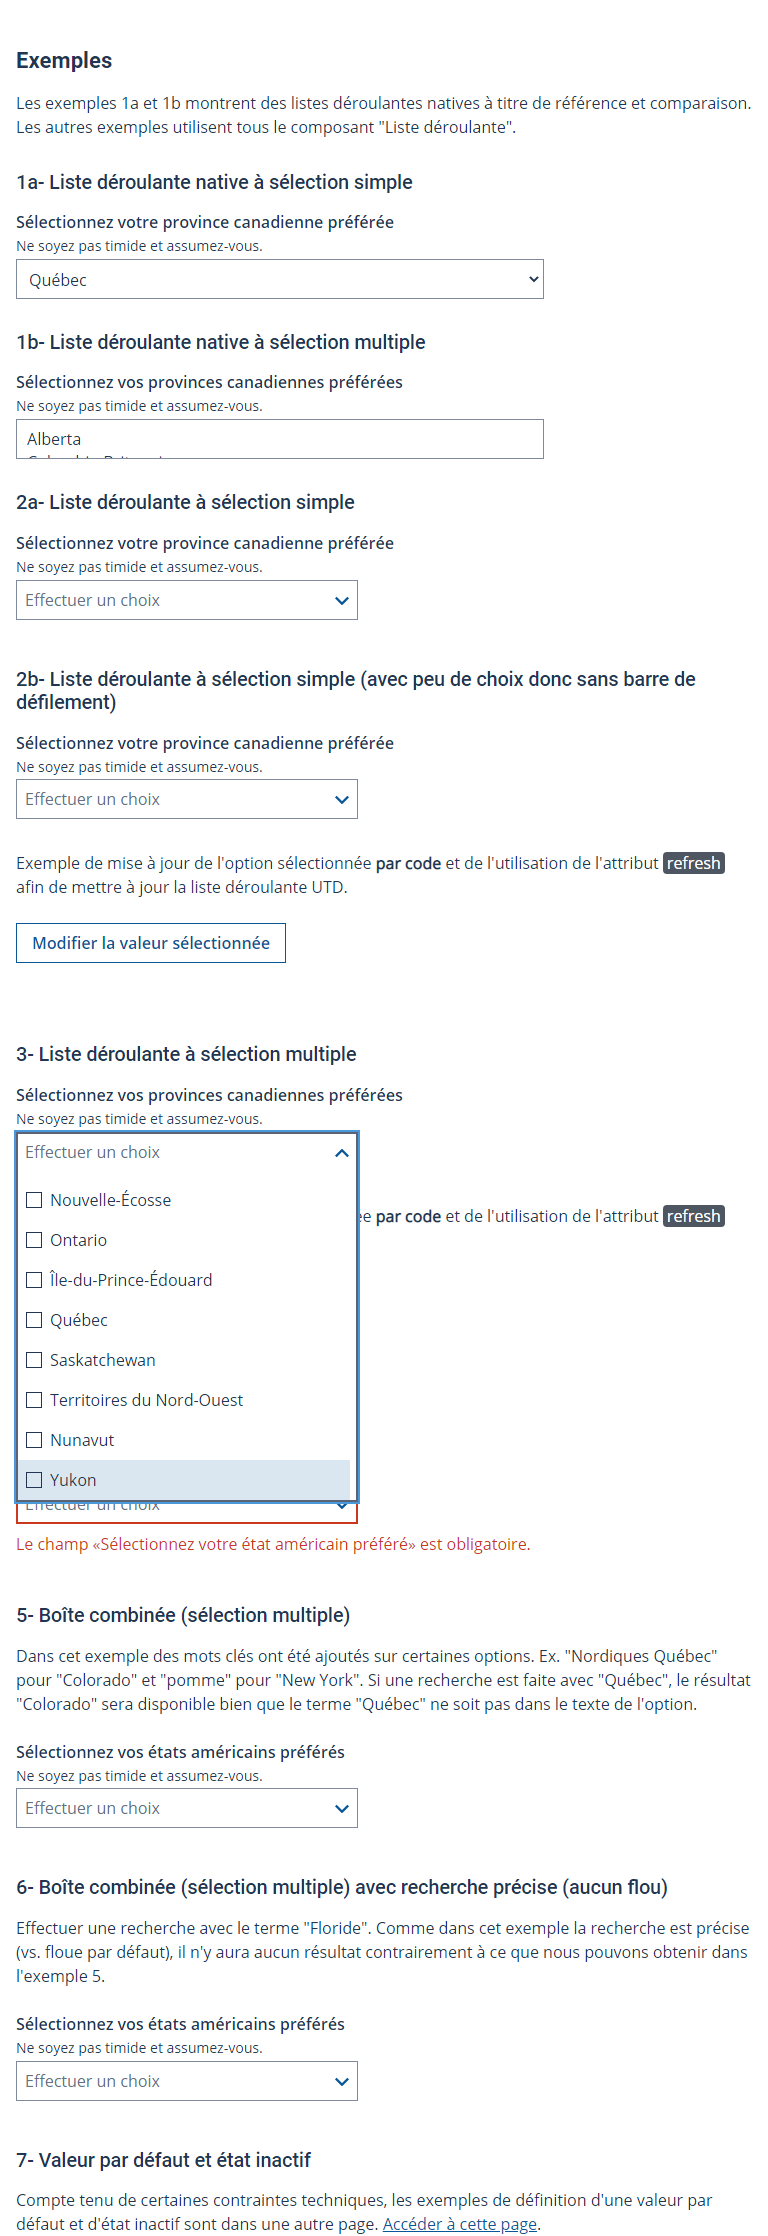 Exemples
Les exemples 1a et 1b montrent des listes déroulantes natives à titre de référence et comparaison.
Les autres exemples utilisent tous le composant "Liste déroulante".
1a- Liste déroulante native à sélection simple
Sélectionnez votre province canadienne préférée
Ne soyez pas timide et assumez-vous.
Québec
1b- Liste déroulante native à sélection multiple
Sélectionnez vos provinces canadiennes préférées
Ne soyez pas timide et assumez-vous.
Alberta
2a- Liste déroulante à sélection simple
Sélectionnez votre province canadienne préférée
Ne soyez pas timide et assumez-vous.
Effectuer un choix
2b- Liste déroulante à sélection simple (avec peu de choix donc sans barre de
défilement)
Sélectionnez votre province canadienne préférée
Ne soyez pas timide et assumez-vous.
Effectuer un choix
Exemple de mise à jour de l'option sélectionnée par code et de l'utilisation de l'attribut refresh
afin de mettre à jour la liste déroulante UTD.
Modifier la valeur sélectionnée
3- Liste déroulante à sélection multiple
Sélectionnez vos provinces canadiennes préférées
Ne soyez pas timide et assumez-vous.
Effectuer un choix
Nouvelle-Écosse
par code et de l'utilisation de l'attribut refresh
Ontario
Île-du-Prince-Édouard
Québec
Saskatchewan
Territoires du Nord-Ouest
Nunavut
Yukon
Effectuer un choix
Le champ «Sélectionnez votre état américain préféré» est obligatoire.
5- Boîte combinée (sélection multiple)
Dans cet exemple des mots clés ont été ajoutés sur certaines options. Ex. "Nordiques Québec"
pour "Colorado" et "pomme" pour "New York". Si une recherche est faite avec "Québec", le résultat
"Colorado" sera disponible bien que le terme "Québec" ne soit pas dans le texte de l'option.
Sélectionnez vos états américains préférés
Ne soyez pas timide et assumez-vous.
Effectuer un choix
6- Boîte combinée (sélection multiple) avec recherche précise (aucun flou)
Effectuer une recherche avec le terme "Floride". Comme dans cet exemple la recherche est précise
(vs. floue par défaut), il n'y aura aucun résultat contrairement à ce que nous pouvons obtenir dans
l'exemple 5.
Sélectionnez vos états américains préférés
Ne soyez pas timide et assumez-vous.
Effectuer un choix
7- Valeur par défaut et état inactif
Compte tenu de certaines contraintes techniques, les exemples de définition d'une valeur par
défaut et d'état inactif sont dans une autre page. Accéder à cette page.